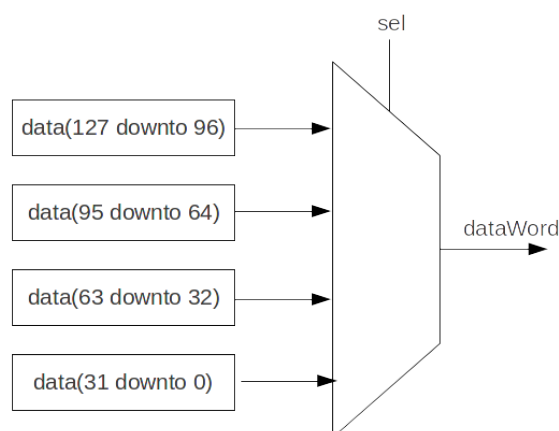 sel
data(127 downto 96)
data(95 downto 64)
dataWord
data(63 downto 32)
data(31 downto 0)